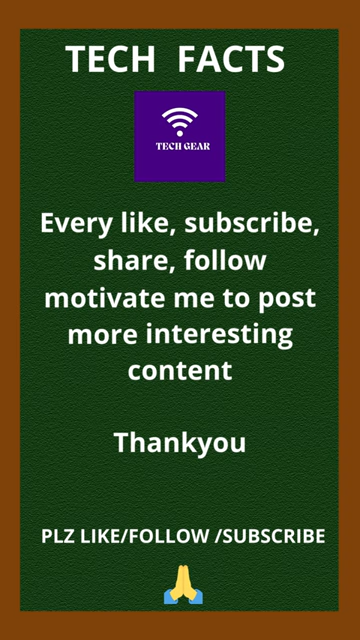 TECH FACTS
TECH GEAR
Every like, subscribe,
share, follow
motivate me to post
more interesting
content
Thankyou
PLZ LIKE/FOLLOW /SUBSCRIBE